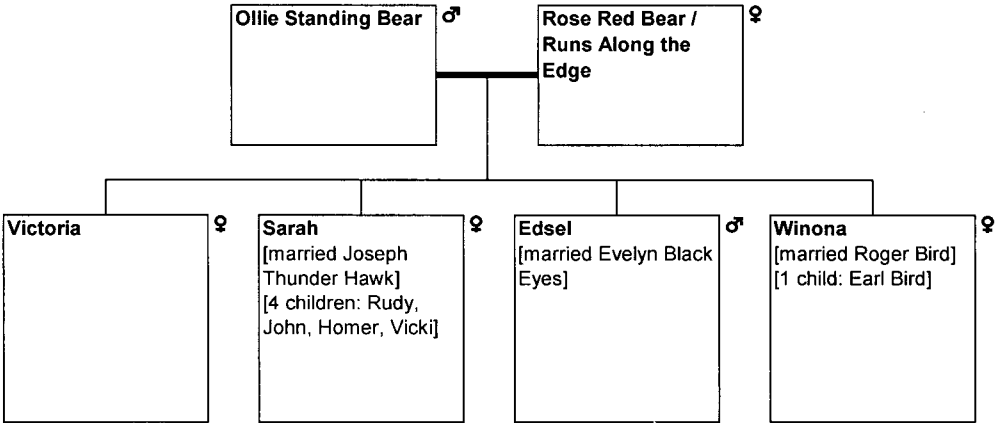 Ollie Standing Bear ♂
Rose Red Bear / ♀
Runs Along the
Edge
Victoria ♀
Sarah ♀
[married Joseph
Thunder Hawk]
[4 children: Rudy,
John, Homer, Vicki]
Edsel ♂
[married Evelyn Black
Eyes]
Winona ♀
[married Roger Bird]
[1 child: Earl Bird]